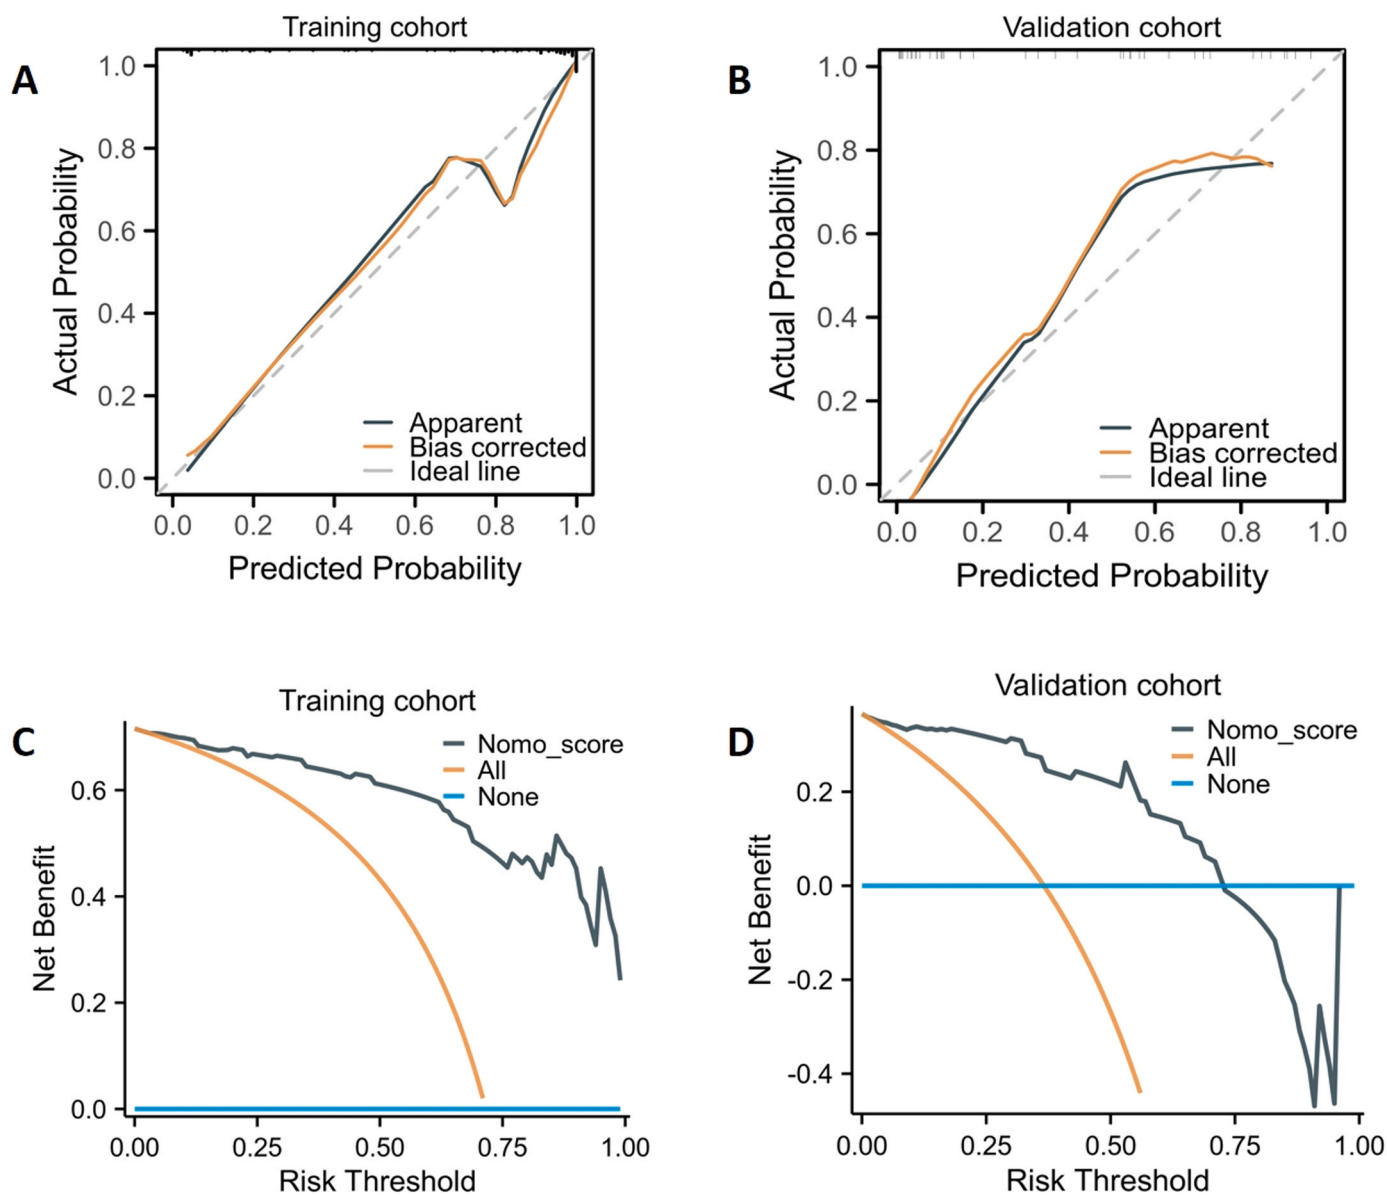 Training cohort
A
1.0
0.8
0.6
0.4
0.2
0.0
Actual Probability
Apparent
Bias corrected
Ideal line
0.0 0.2 0.4 0.6 0.8 1.0
Predicted Probability
Validation cohort
B
1.0
0.8
0.6
0.4
0.2
0.0
Actual Probability
Apparent
Bias corrected
Ideal line
0.0 0.2 0.4 0.6 0.8 1.0
Predicted Probability
Training cohort
C
Nomo_score
All
None
0.6
0.4
0.2
0.0
Net Benefit
0.00 0.25 0.50 0.75 1.00
Risk Threshold
Validation cohort
D
Nomo_score
All
None
0.2
0.0
-0.2
-0.4
Net Benefit
0.00 0.25 0.50 0.75 1.00
Risk Threshold